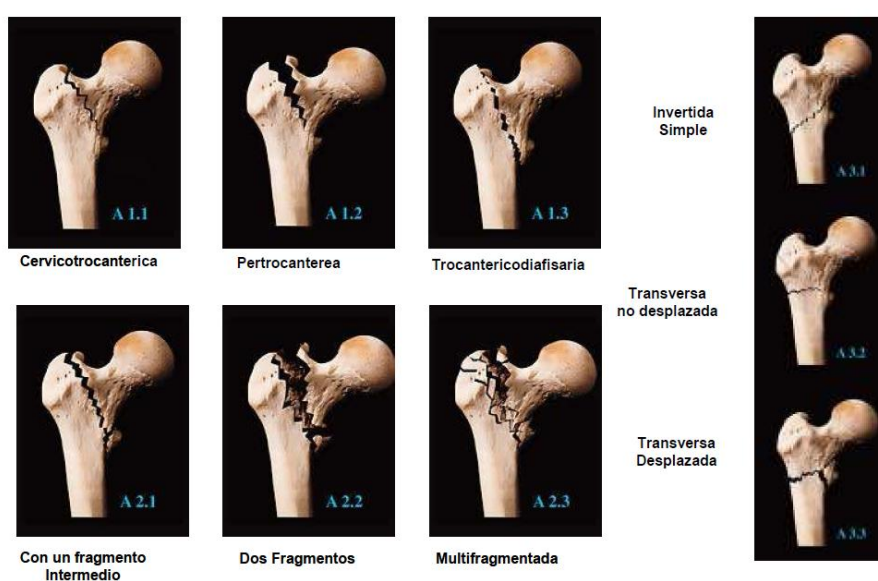 A 1.1
A 1.2
A 1.3
Cervicotrocanterica
Pertrocanterea
Trocantericodiafisaria
A 2.1
A 2.2
A 2.3
Con un fragmento
Intermedio
Dos Fragmentos
Multifragmentada
Invertida
Simple
A 3.1
Transversa
no desplazada
A 3.2
Transversa
Desplazada
A 3.3